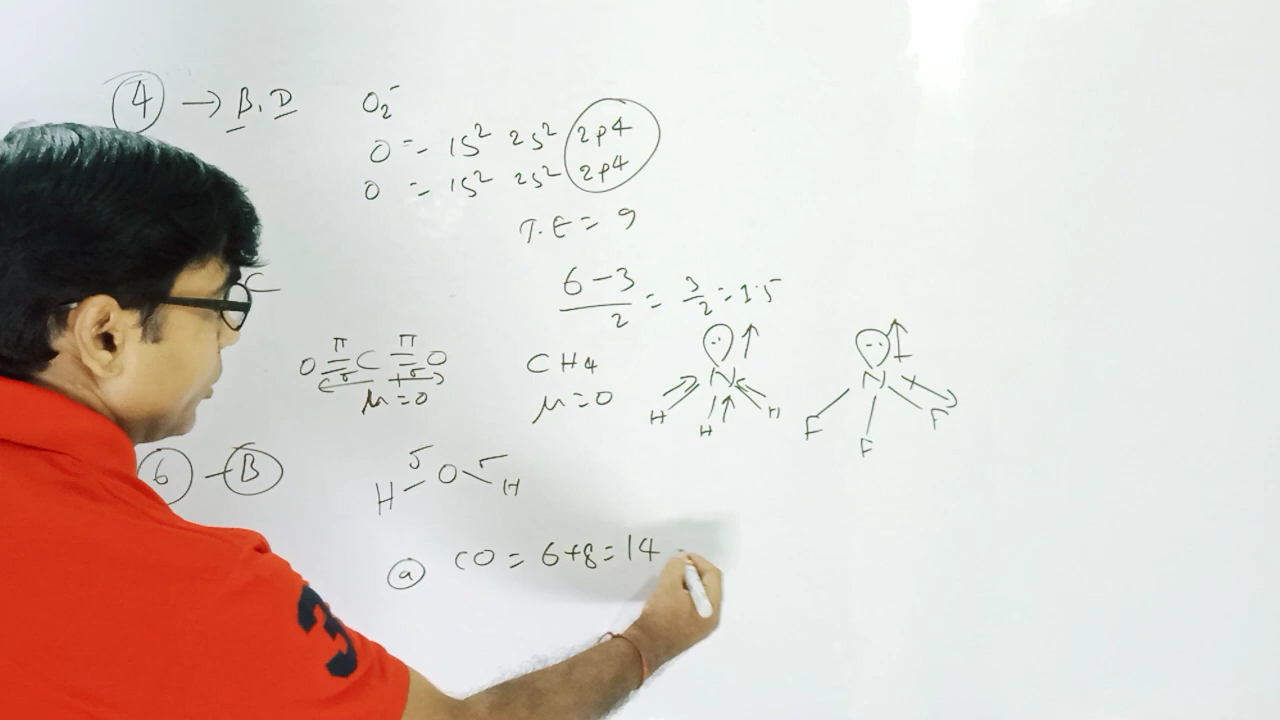 4 → B, D O₂⁻
O = 1s² 2s² 2p4
O = 1s² 2s² 2p4
T.E = 9
6-3/2 = 3/2 = 1.5
C
π π
O=C=O
σ σ
μ=0
CH4
μ=0
N
H H H
N
F F F
6 - B
H O H
a CO = 6+8=14
3